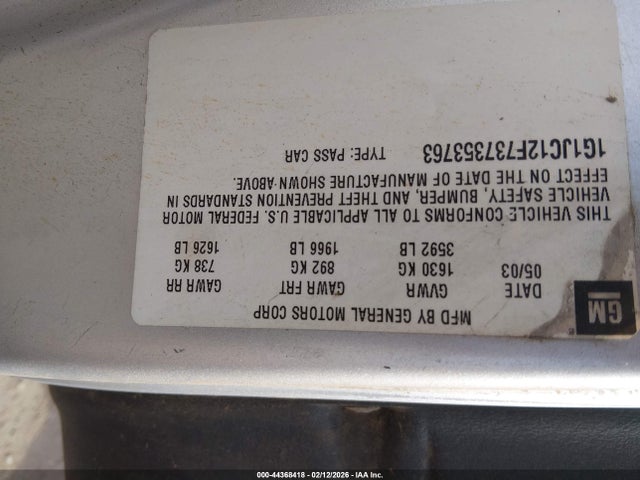 MFD BY GENERAL MOTORS CORP
GM
DATE GVWR GAWR FRT GAWR RR
05/03 1630 KG 892 KG 738 KG
3592 LB 1966 LB 1626 LB
THIS VEHICLE CONFORMS TO ALL APPLICABLE U.S. FEDERAL MOTOR
VEHICLE SAFETY, BUMPER, AND THEFT PREVENTION STANDARDS IN
EFFECT ON THE DATE OF MANUFACTURE SHOWN ABOVE.
1G1JC12F737353763 TYPE: PASS CAR
000-44368418 - 02/12/2026 - IAA Inc.